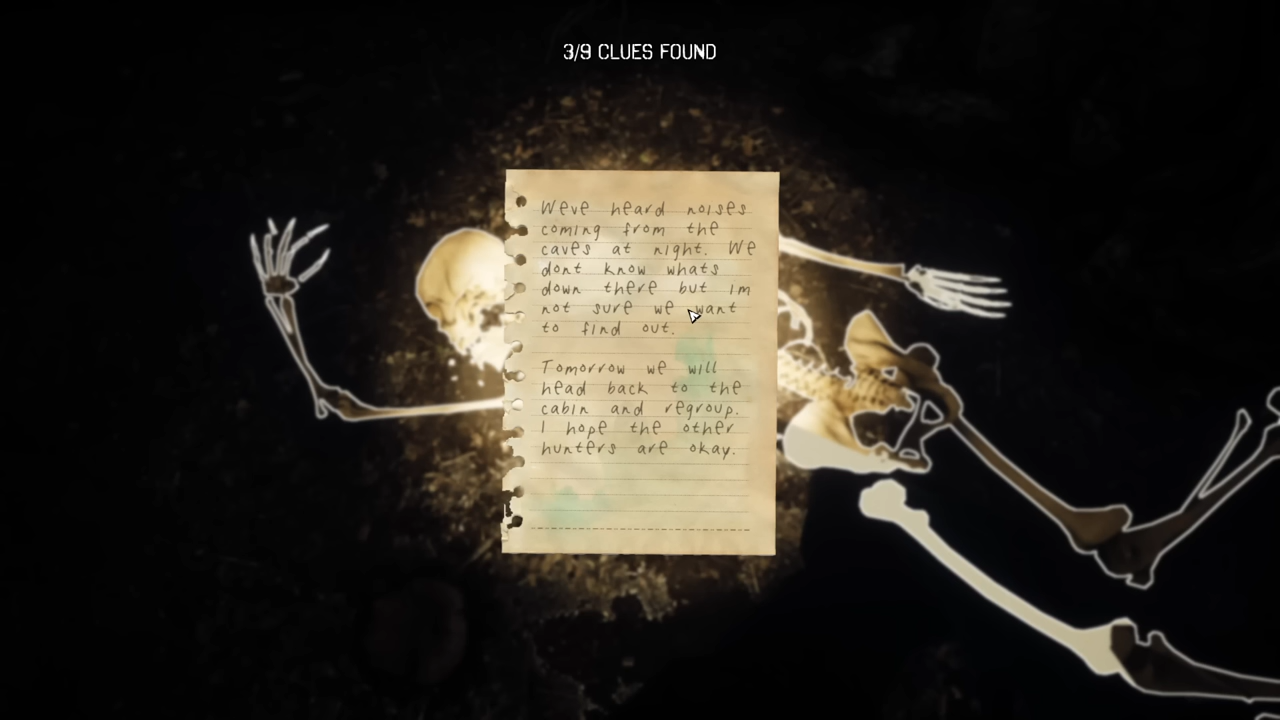 3/9 CLUES FOUND
Weve heard noises
coming from the
caves at night. We
dont know whats
down there but im
not sure we want
to find out.
Tomorrow we will
head back to the
cabin and regroup.
I hope the other
hunters are okay.